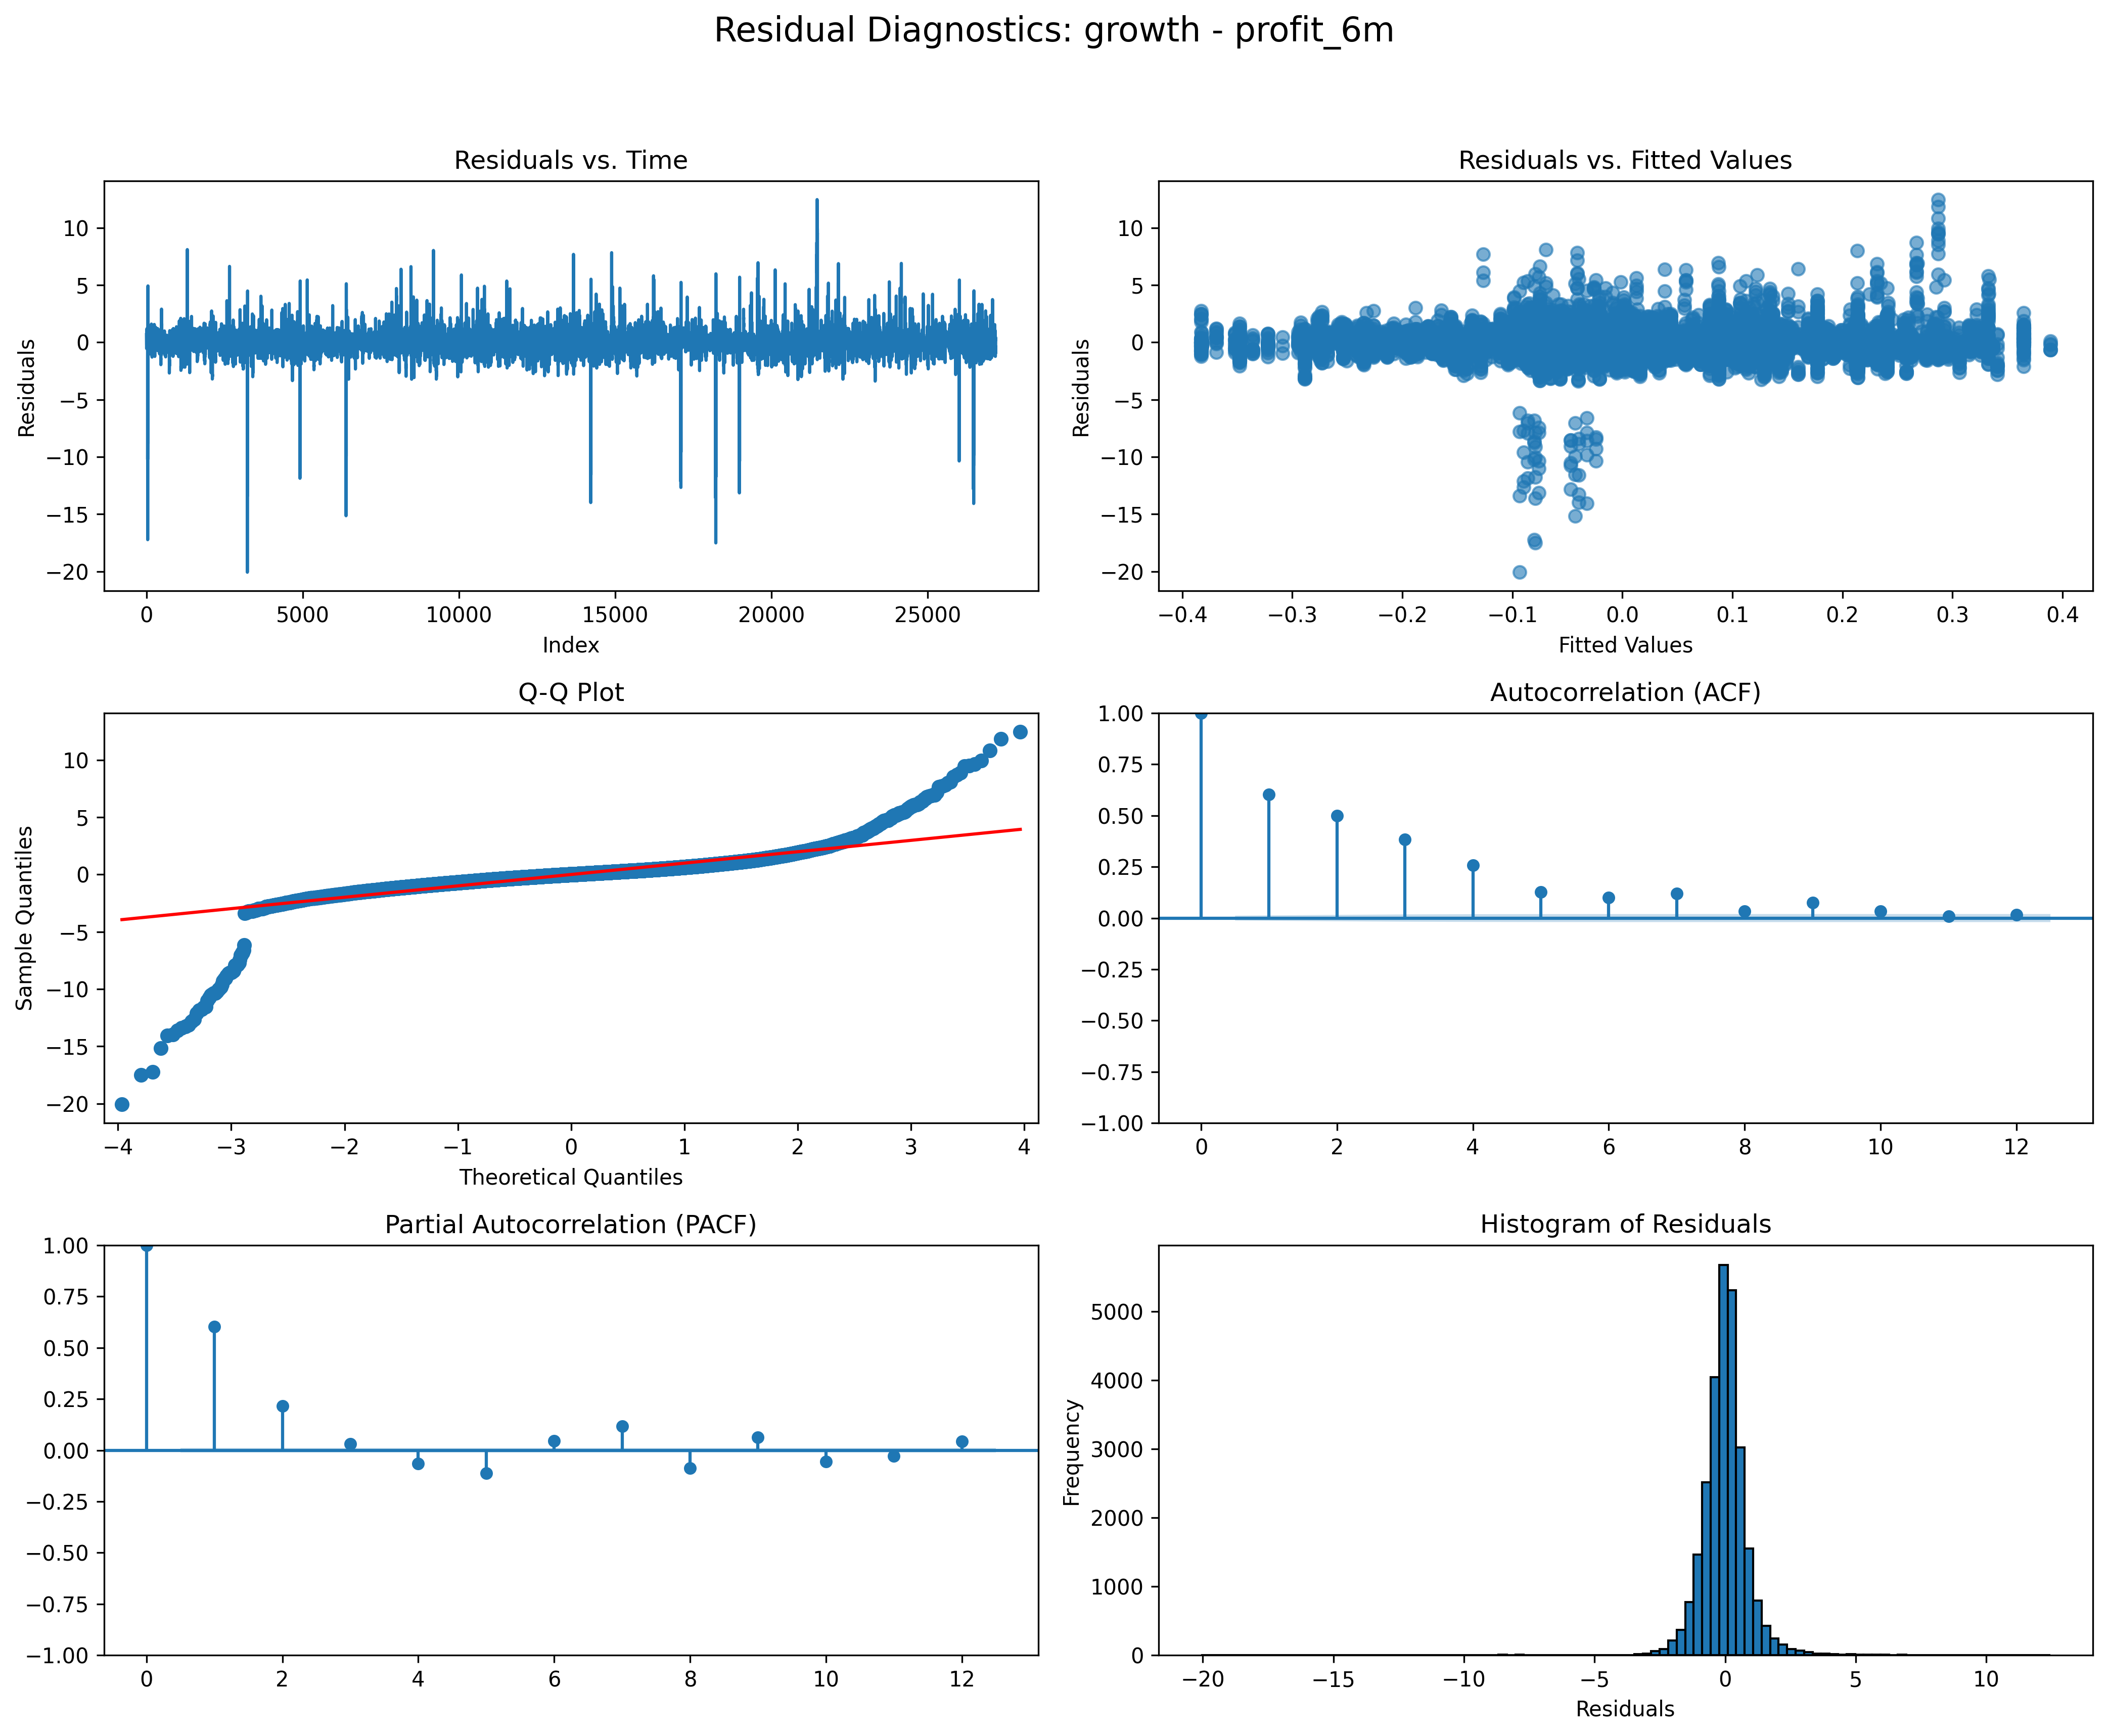 Residual Diagnostics: growth - profit_6m
Residuals vs. Time
Residuals
10
5
0
−5
−10
−15
−20
0 5000 10000 15000 20000 25000
Index
Residuals vs. Fitted Values
Residuals
10
5
0
−5
−10
−15
−20
−0.4 −0.3 −0.2 −0.1 0.0 0.1 0.2 0.3 0.4
Fitted Values
Q-Q Plot
Sample Quantiles
10
5
0
−5
−10
−15
−20
−4 −3 −2 −1 0 1 2 3 4
Theoretical Quantiles
Autocorrelation (ACF)
1.00
0.75
0.50
0.25
0.00
−0.25
−0.50
−0.75
−1.00
0 2 4 6 8 10 12
Partial Autocorrelation (PACF)
1.00
0.75
0.50
0.25
0.00
−0.25
−0.50
−0.75
−1.00
0 2 4 6 8 10 12
Histogram of Residuals
Frequency
5000
4000
3000
2000
1000
0
−20 −15 −10 −5 0 5 10
Residuals